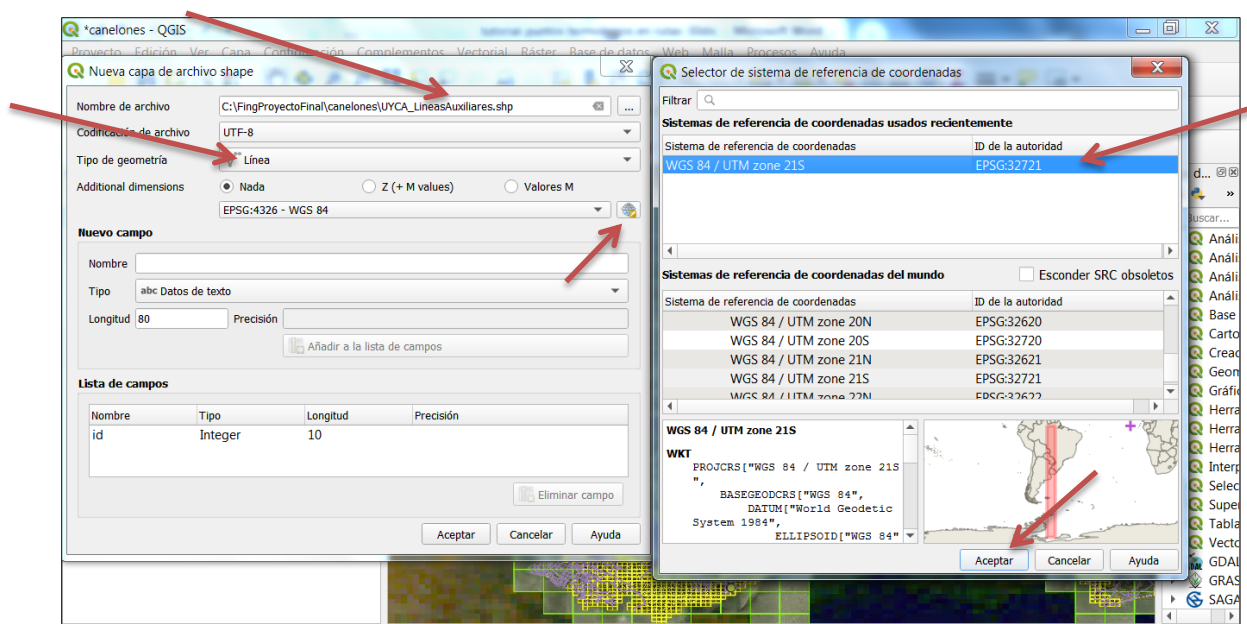 *canelones - QGIS
Proyecto Edición Ver Capa Configuración Complementos Vectorial Ráster Base de datos Web Malla Procesos Ayuda
Nueva capa de archivo shape
Nombre de archivo C:\FingProyectoFinal\canelones\UYCA_LineasAuxiliares.shp ...
Codificación de archivo UTF-8
Tipo de geometría Línea
Additional dimensions Nada Z (+ M values) Valores M
EPSG:4326 - WGS 84
Nuevo campo
Nombre
Tipo abc Datos de texto
Longitud 80 Precisión
Añadir a la lista de campos
Lista de campos
Nombre Tipo Longitud Precisión
id Integer 10
Eliminar campo
Aceptar Cancelar Ayuda
Selector de sistema de referencia de coordenadas
Filtrar
Sistemas de referencia de coordenadas usados recientemente
Sistema de referencia de coordenadas ID de la autoridad
WGS 84 / UTM zone 21S EPSG:32721
Sistemas de referencia de coordenadas del mundo Esconder SRC obsoletos
Sistema de referencia de coordenadas ID de la autoridad
WGS 84 / UTM zone 20N EPSG:32620
WGS 84 / UTM zone 20S EPSG:32720
WGS 84 / UTM zone 21N EPSG:32621
WGS 84 / UTM zone 21S EPSG:32721
WGS 84 / UTM zone 22N EPSG:32622
WGS 84 / UTM zone 21S
WKT
PROJCRS["WGS 84 / UTM zone 21S
",
BASEGEODCRS["WGS 84",
DATUM["World Geodetic
System 1984",
ELLIPSOID["WGS 84"
Aceptar Cancelar Ayuda
d...
»
Buscar...
Análi
Análi
Análi
Análi
Base
Carto
Creac
Geom
Gráfic
Herra
Herra
Herra
Interp
Selec
Super
Tabla
Vecto
GDAL
GRAS
SAGA